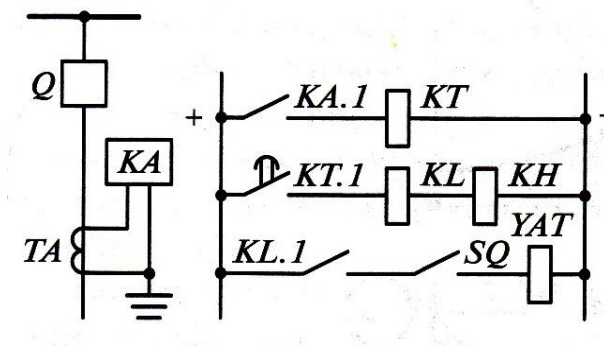 Q
KA
TA
+ KA.1 KT -
KT.1 KL KH
KL.1 SQ YAT